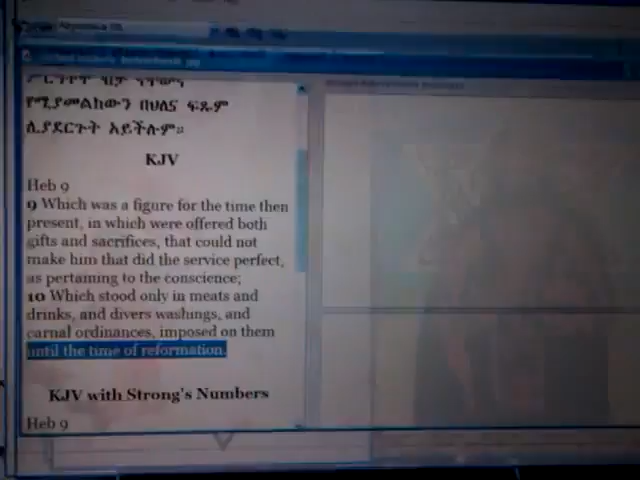 የሚያመልከውን በህሊና ፍጹም
ሊያደርጉት አይችሉም።
KJV
Heb 9
9 Which was a figure for the time then
present, in which were offered both
gifts and sacrifices, that could not
make him that did the service perfect,
as pertaining to the conscience;
10 Which stood only in meats and
drinks, and divers washings, and
carnal ordinances, imposed on them
until the time of reformation.
KJV with Strong's Numbers
Heb 9